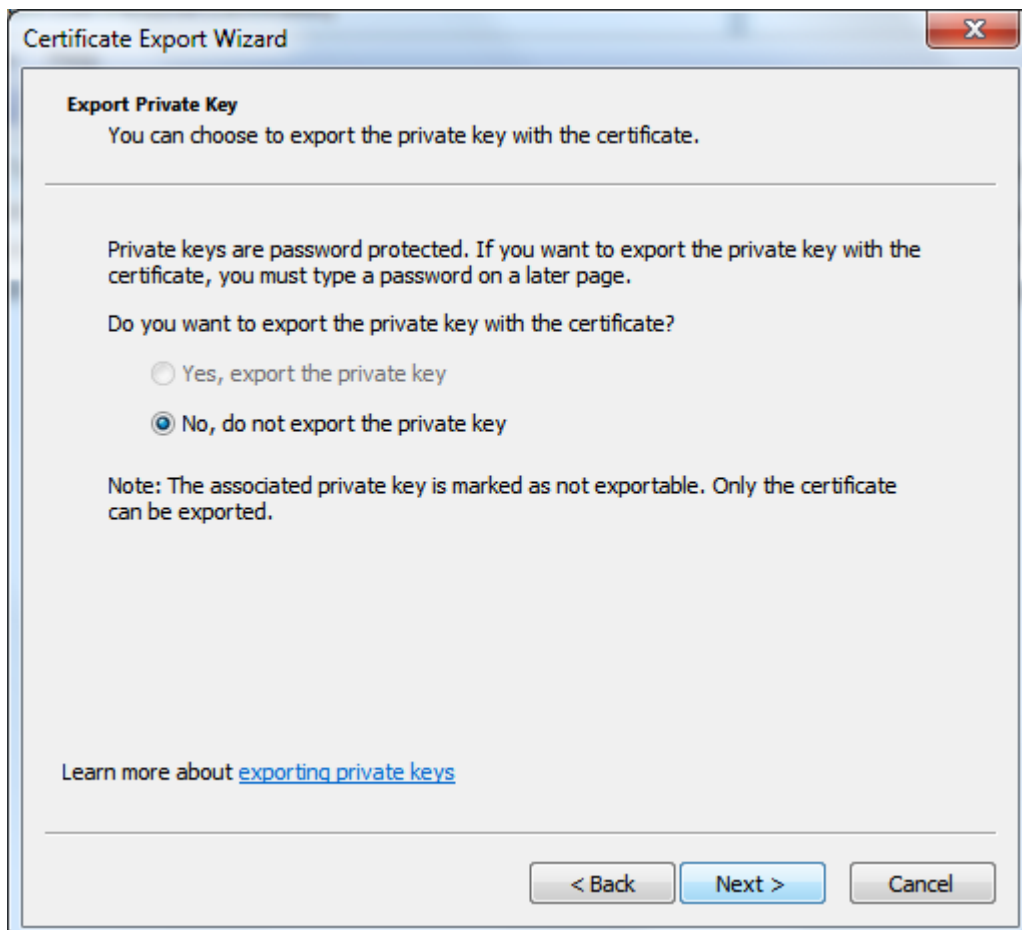 Certificate Export Wizard
Export Private Key
You can choose to export the private key with the certificate.
Private keys are password protected. If you want to export the private key with the
certificate, you must type a password on a later page.
Do you want to export the private key with the certificate?
Yes, export the private key
No, do not export the private key
Note: The associated private key is marked as not exportable. Only the certificate
can be exported.
Learn more about exporting private keys
< Back Next > Cancel